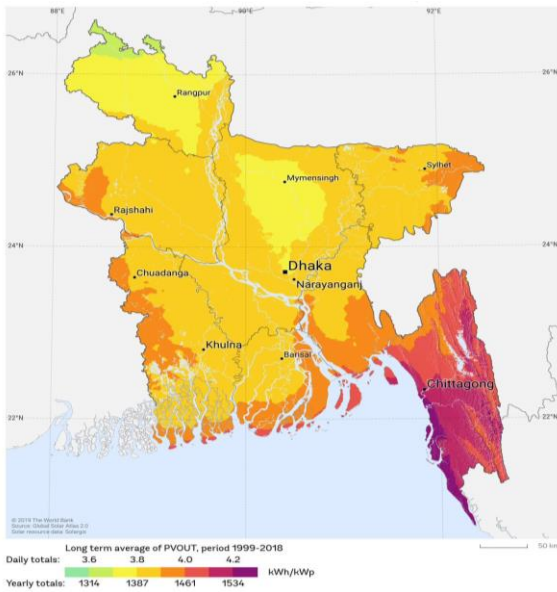 88°E 90°E 92°E
26°N 26°N
Rangpur
Mymensingh
Sylhet
Rajshahi
24°N 24°N
Dhaka
Chuadanga
Narayanganj
Khulna
Barisal
Chittagong
22°N 22°N
© 2019 The World Bank
Source: Global Solar Atlas 2.0
Solar resource data: Solargis
50 km
Long term average of PVOUT, period 1999-2018
Daily totals: 3.6 3.8 4.0 4.2
kWh/kWp
Yearly totals: 1314 1387 1461 1534